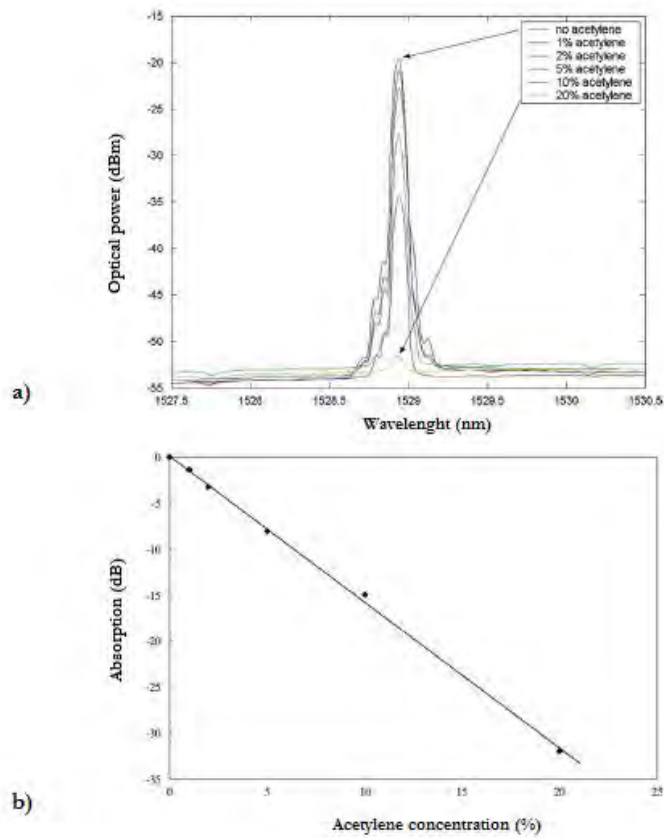 -15
-20
-25
-30
-35
-40
-45
-50
-55
Optical power (dBm)
no acetylene
1% acetylene
2% acetylene
5% acetylene
10% acetylene
20% acetylene
1527.5 1528 1528.5 1529 1529.5 1530 1530.5
Wavelenght (nm)
a)
0
-5
-10
-15
-20
-25
-30
-35
Absorption (dB)
0 5 10 15 20 25
Acetylene concentration (%)
b)